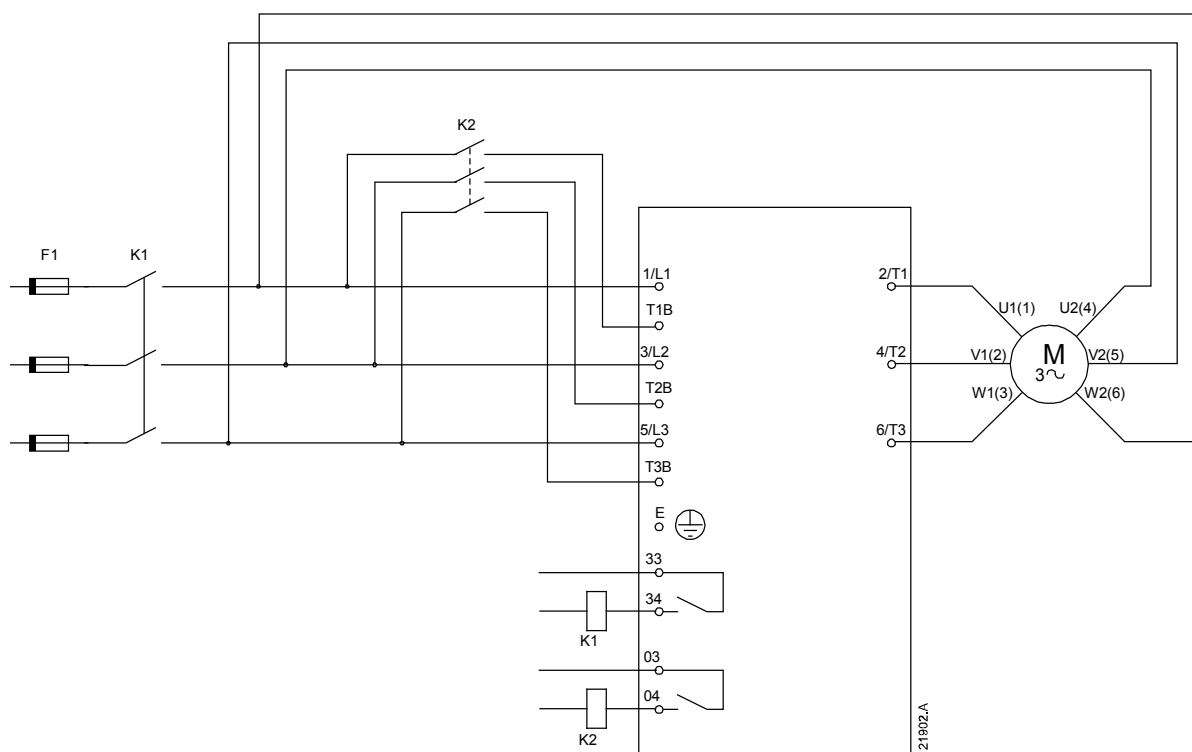 K2
F1
K1
1/L1
2/T1
T1B
U1(1)
U2(4)
3/L2
4/T2
V1(2)
M
3~
V2(5)
T2B
W1(3)
W2(6)
5/L3
6/T3
T3B
E
33
34
K1
03
04
K2
21902.A